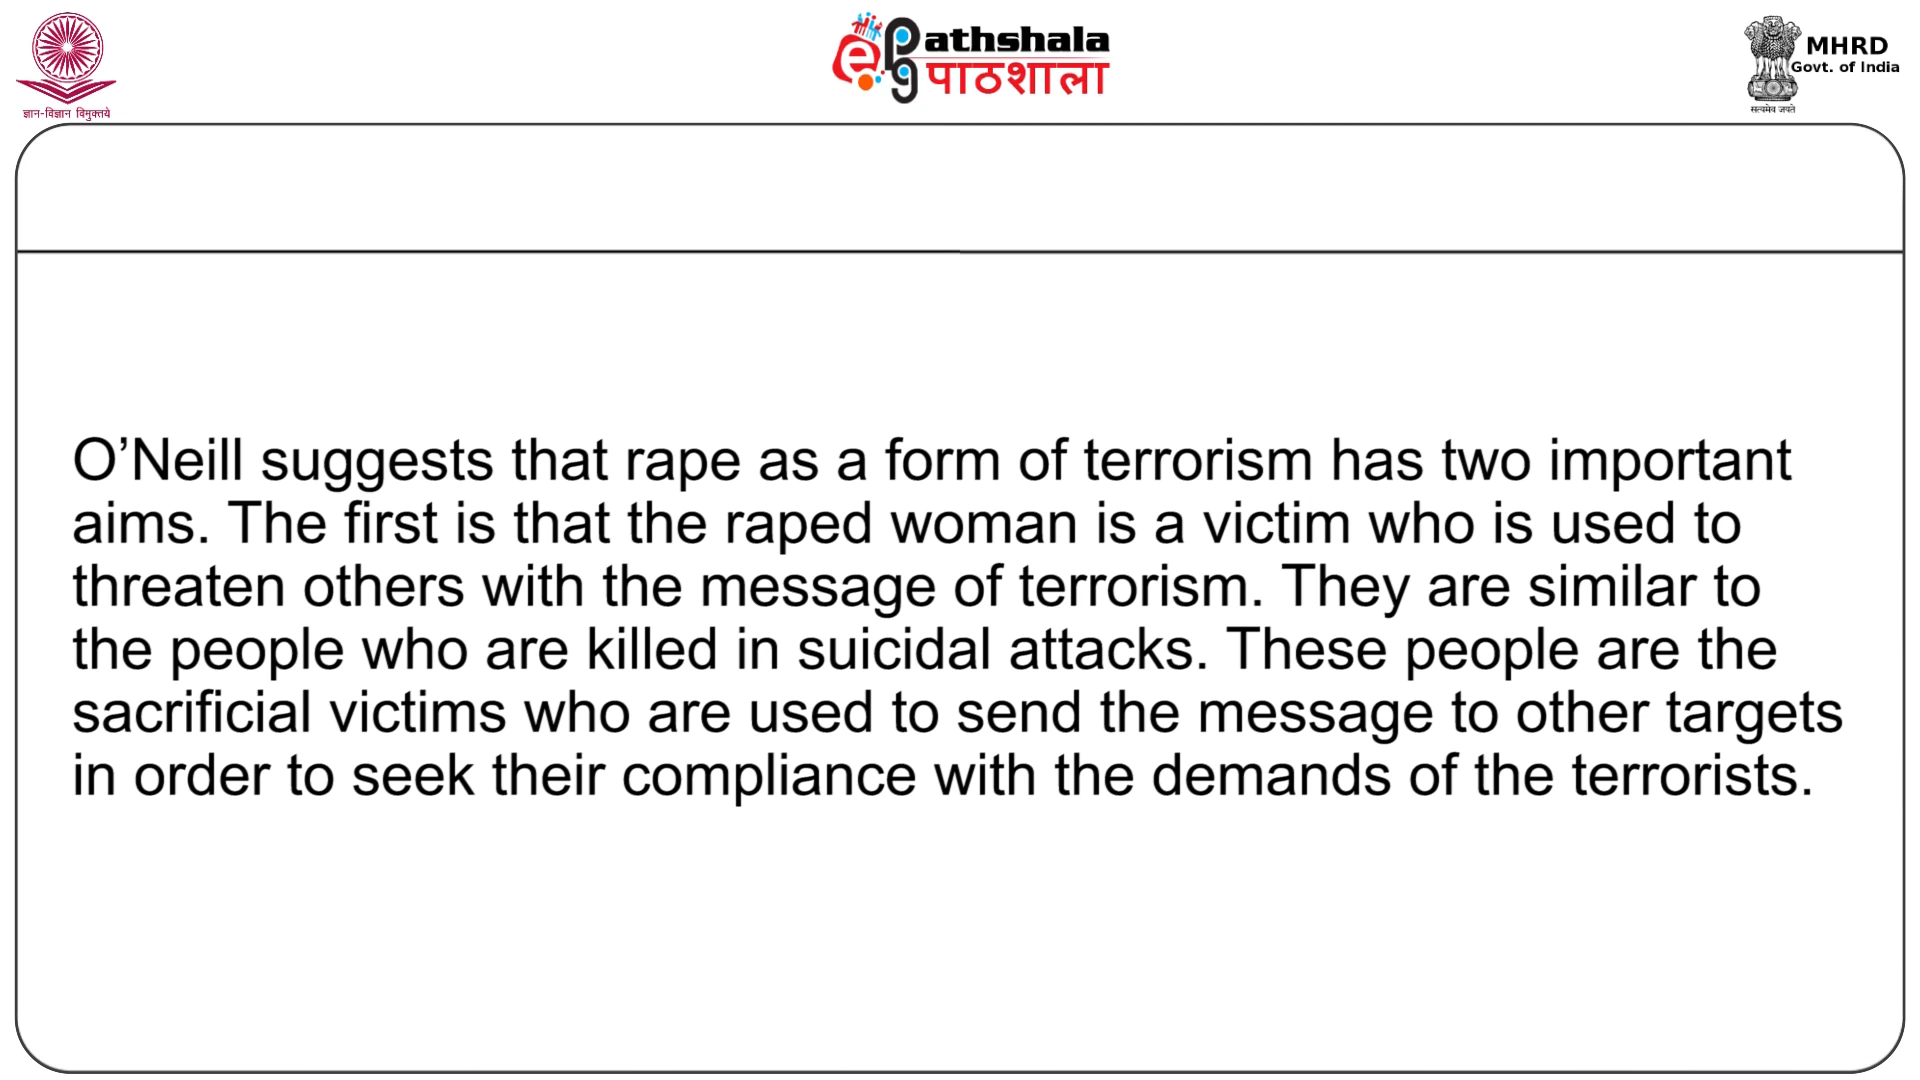 ज्ञान-विज्ञान विमुक्तये
e pg Pathshala
पाठशाला
MHRD
Govt. of India
सत्यमेव जयते
O’Neill suggests that rape as a form of terrorism has two important
aims. The first is that the raped woman is a victim who is used to
threaten others with the message of terrorism. They are similar to
the people who are killed in suicidal attacks. These people are the
sacrificial victims who are used to send the message to other targets
in order to seek their compliance with the demands of the terrorists.